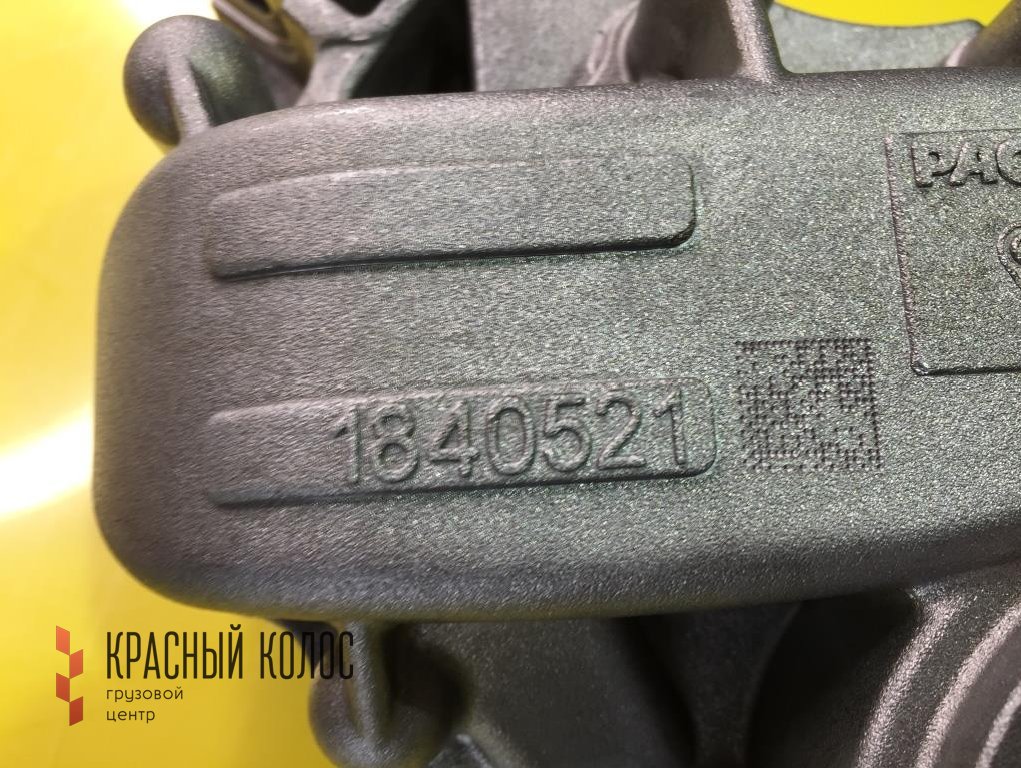 1840521
КРАСНЫЙ КОЛОС
грузовой
центр